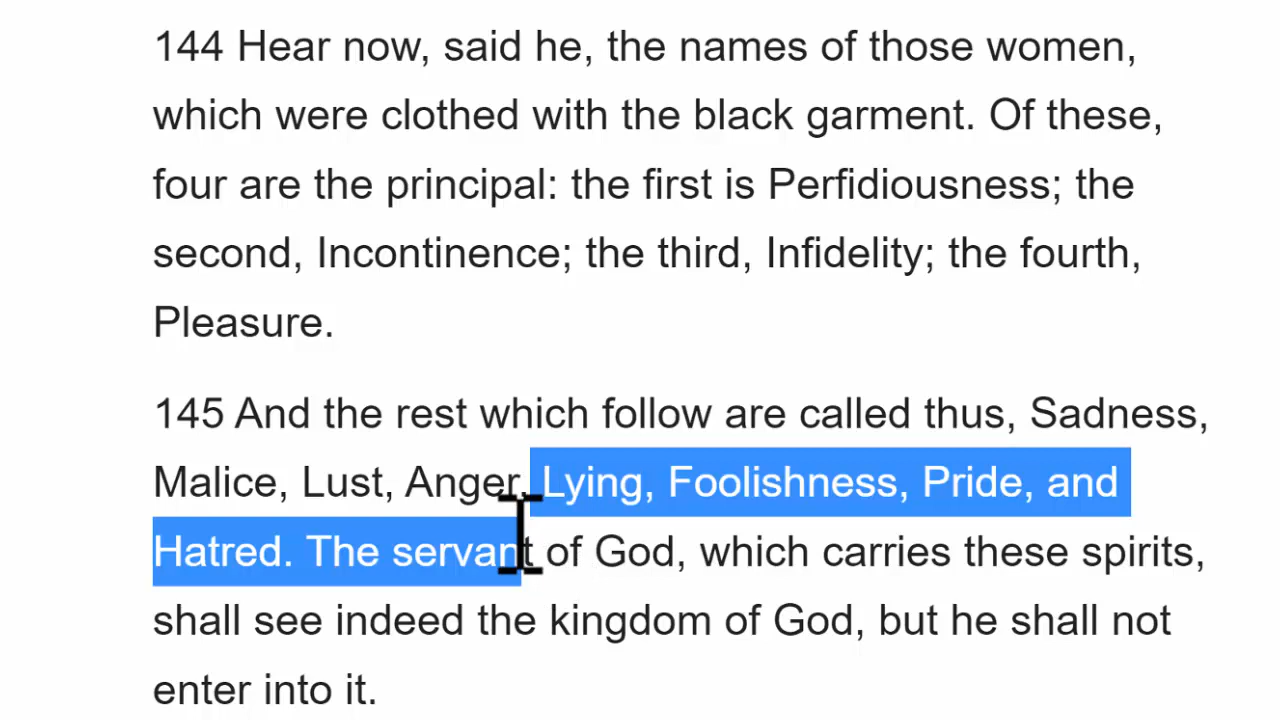 144 Hear now, said he, the names of those women,
which were clothed with the black garment. Of these,
four are the principal: the first is Perfidiousness; the
second, Incontinence; the third, Infidelity; the fourth,
Pleasure.
145 And the rest which follow are called thus, Sadness,
Malice, Lust, Anger, Lying, Foolishness, Pride, and
Hatred. The servant of God, which carries these spirits,
shall see indeed the kingdom of God, but he shall not
enter into it.